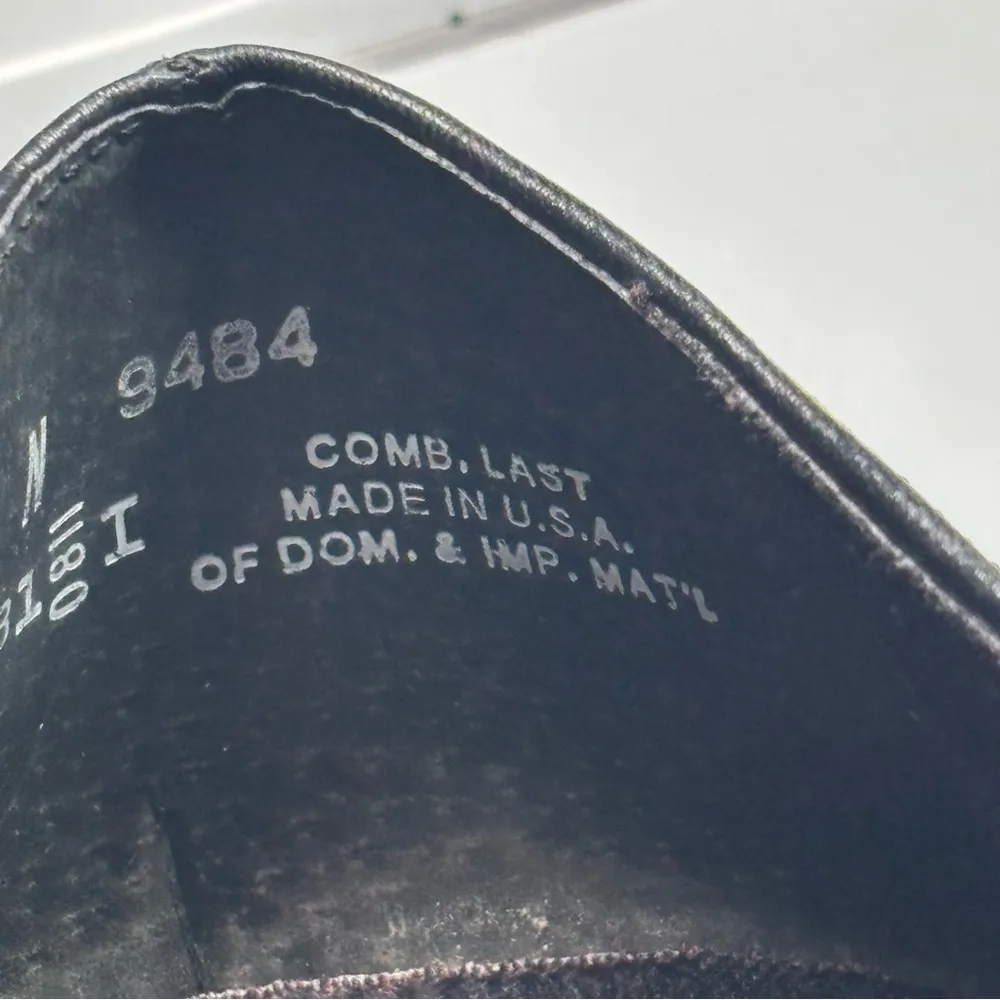 9484
N
COMB. LAST
MADE IN U.S.A.
OF DOM. & IMP. MAT'L